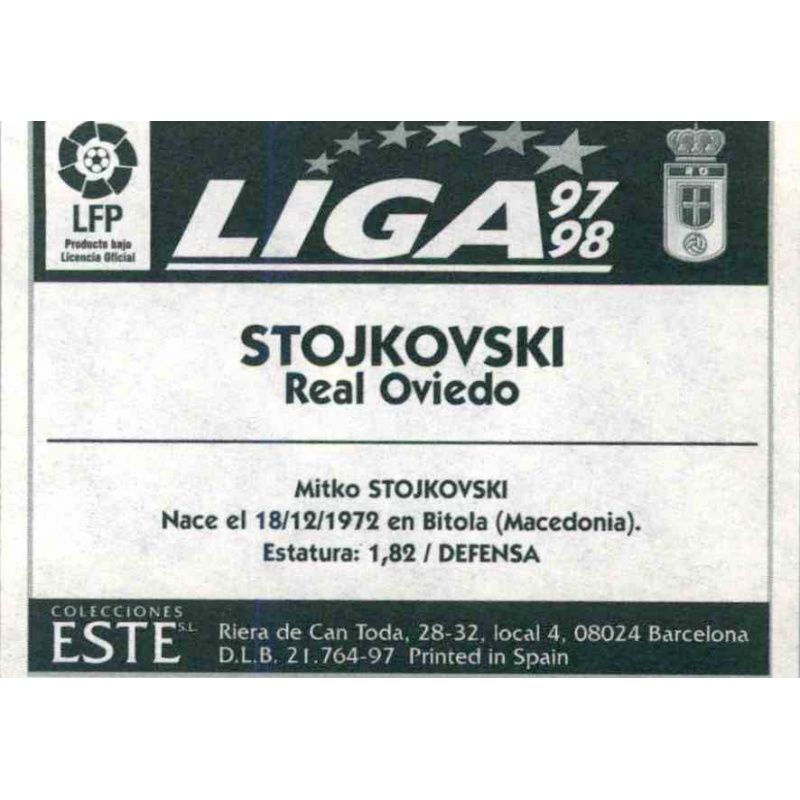 LFP
Producto bajo
Licencia Oficial
LIGA 97 98
RO
STOJKOVSKI
Real Oviedo
Mitko STOJKOVSKI
Nace el 18/12/1972 en Bitola (Macedonia).
Estatura: 1,82 / DEFENSA
COLECCIONES
ESTE S.L.
Riera de Can Toda, 28-32, local 4, 08024 Barcelona
D.L.B. 21.764-97 Printed in Spain